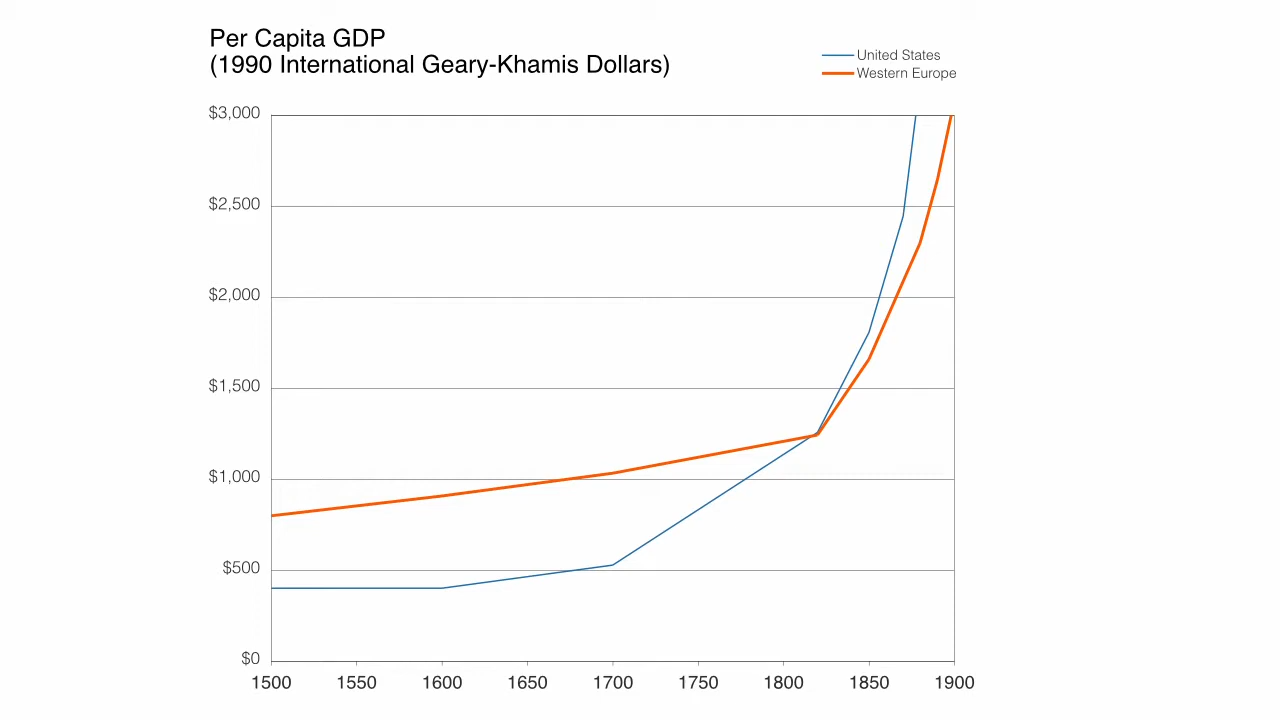 Per Capita GDP
(1990 International Geary-Khamis Dollars)
United States
Western Europe
$3,000
$2,500
$2,000
$1,500
$1,000
$500
$0
1500 1550 1600 1650 1700 1750 1800 1850 1900